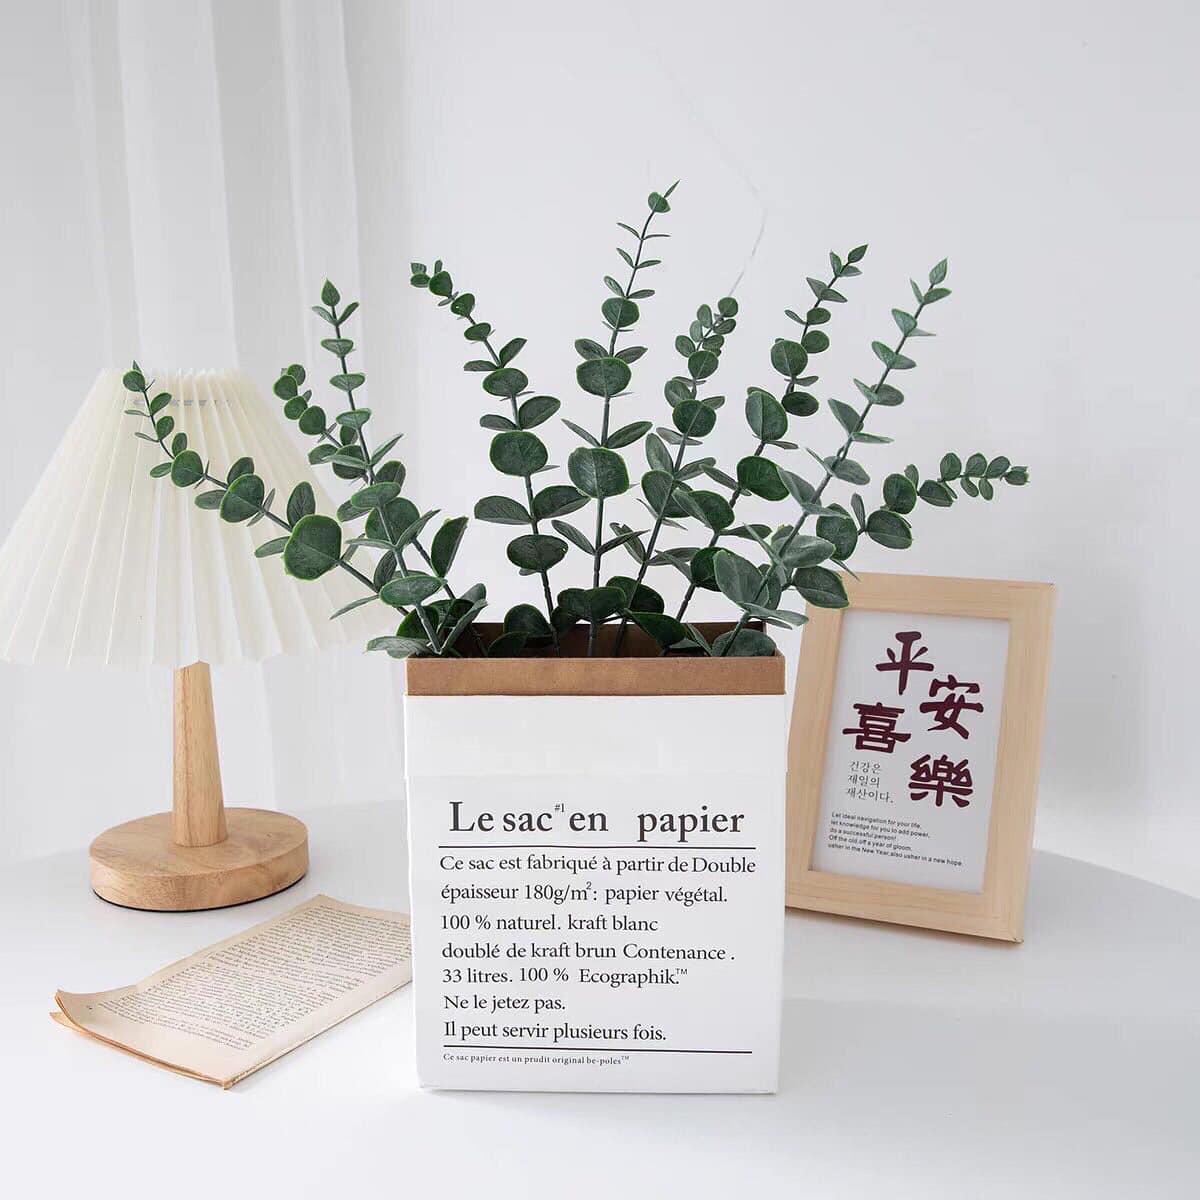 Le sac #1 en papier
Ce sac est fabriqué à partir de Double
épaisseur 180g/m²: papier végétal.
100 % naturel. kraft blanc
doublé de kraft brun Contenance .
33 litres. 100 % Ecographik.™
Ne le jetez pas.
Il peut servir plusieurs fois.
Ce sac papier est un prudit original be-poles™
平安
喜樂
건강은
제일의
재산이다.
Let ideal navigation for your life,
let knowledge for you to add power,
do a successful person!
Off the old,off a year of gloom,
usher in the New Year,also usher in a new hope.